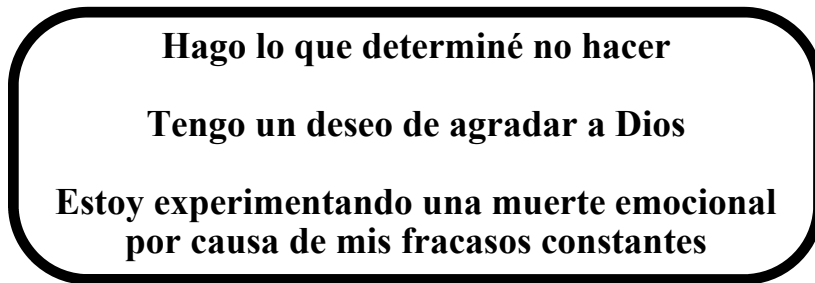 Hago lo que determiné no hacer
Tengo un deseo de agradar a Dios
Estoy experimentando una muerte emocional
por causa de mis fracasos constantes